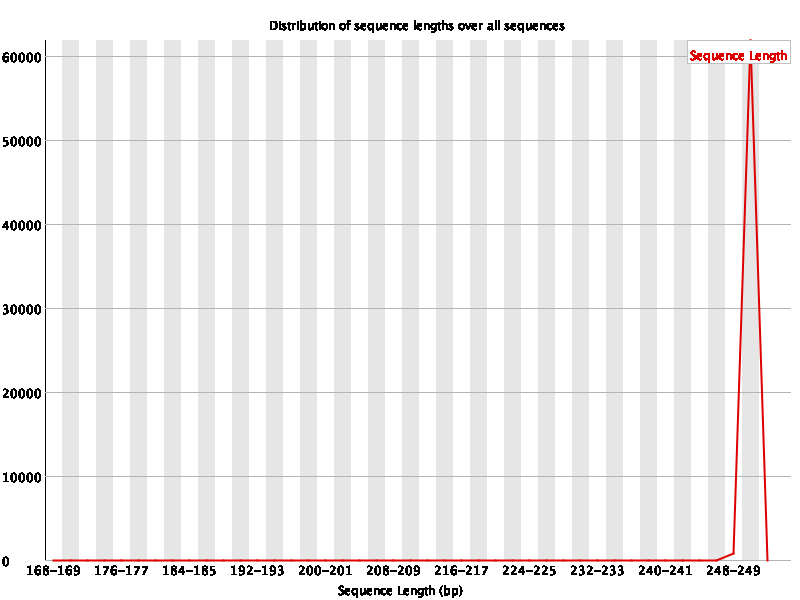 Distribution of sequence lengths over all sequences
Sequence Length
60000
50000
40000
30000
20000
10000
0
168-169 176-177 184-185 192-193 200-201 208-209 216-217 224-225 232-233 240-241 248-249
Sequence Length (bp)